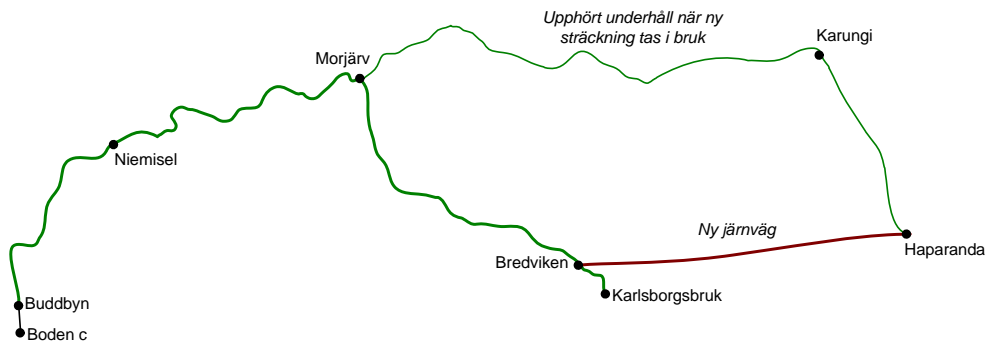 Upphört underhåll när ny
sträckning tas i bruk
Karungi
Morjärv
Niemisel
Ny järnväg
Haparanda
Bredviken
Karlsborgsbruk
Buddbyn
Boden c